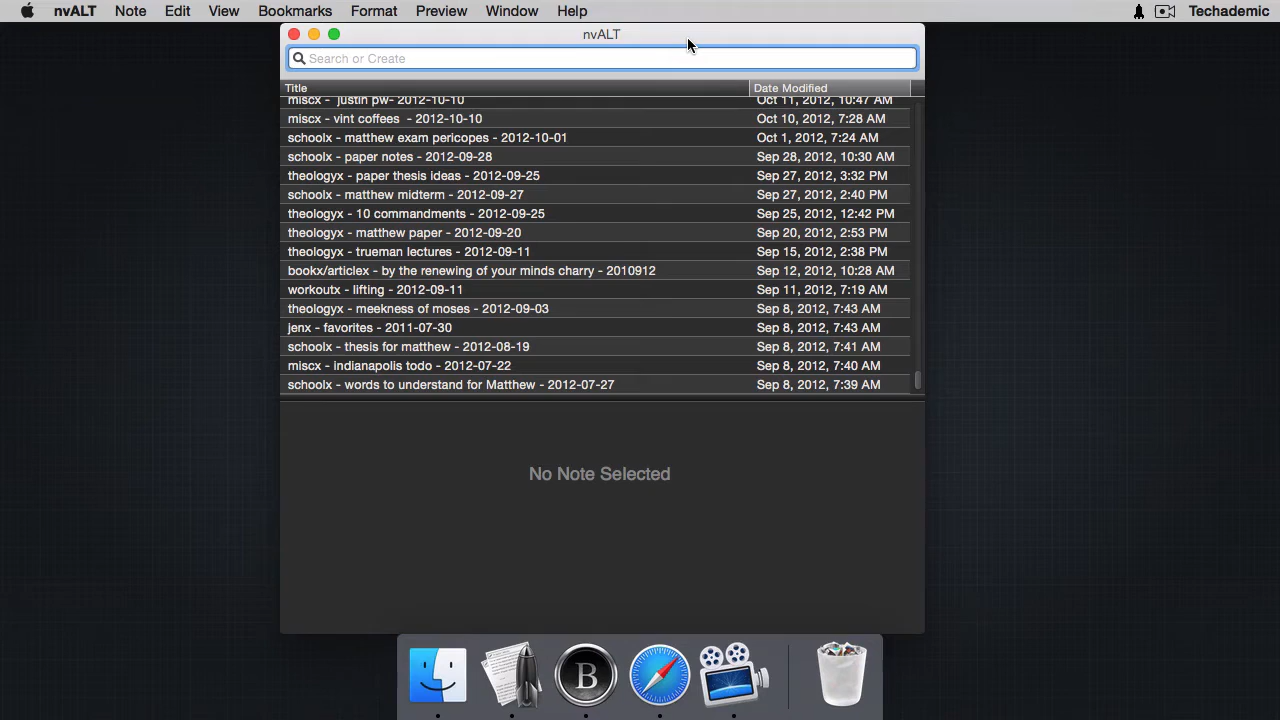 nvALT Note Edit View Bookmarks Format Preview Window Help Techademic
nvALT
Search or Create
Title Date Modified
miscx - justin pw- 2012-10-10 Oct 11, 2012, 10:47 AM
miscx - vint coffees - 2012-10-10 Oct 10, 2012, 7:28 AM
schoolx - matthew exam pericopes - 2012-10-01 Oct 1, 2012, 7:24 AM
schoolx - paper notes - 2012-09-28 Sep 28, 2012, 10:30 AM
theologyx - paper thesis ideas - 2012-09-25 Sep 27, 2012, 3:32 PM
schoolx - matthew midterm - 2012-09-27 Sep 27, 2012, 2:40 PM
theologyx - 10 commandments - 2012-09-25 Sep 25, 2012, 12:42 PM
theologyx - matthew paper - 2012-09-20 Sep 20, 2012, 2:53 PM
theologyx - trueman lectures - 2012-09-11 Sep 15, 2012, 2:38 PM
bookx/articlex - by the renewing of your minds charry - 2010912 Sep 12, 2012, 10:28 AM
workoutx - lifting - 2012-09-11 Sep 11, 2012, 7:19 AM
theologyx - meekness of moses - 2012-09-03 Sep 8, 2012, 7:43 AM
jenx - favorites - 2011-07-30 Sep 8, 2012, 7:43 AM
schoolx - thesis for matthew - 2012-08-19 Sep 8, 2012, 7:41 AM
miscx - indianapolis todo - 2012-07-22 Sep 8, 2012, 7:40 AM
schoolx - words to understand for Matthew - 2012-07-27 Sep 8, 2012, 7:39 AM
No Note Selected
B